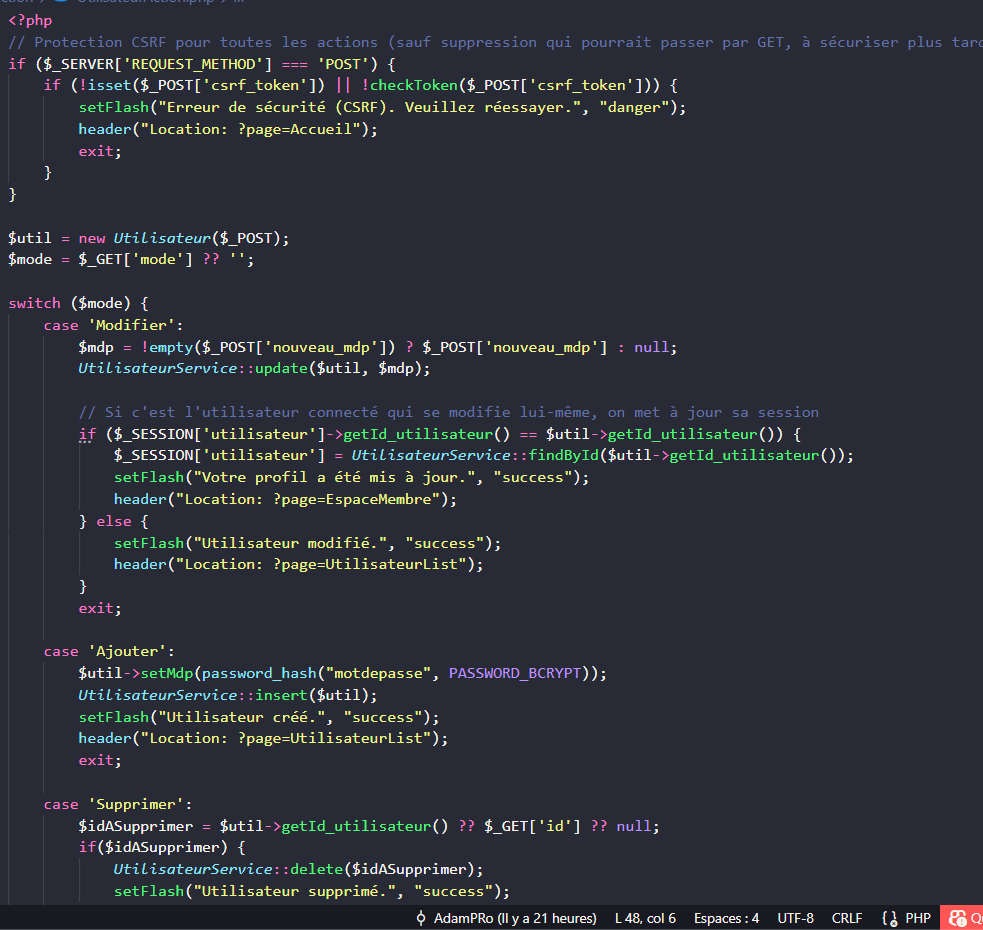 <?php
// Protection CSRF pour toutes les actions (sauf suppression qui pourrait passer par GET, à sécuriser plus tard
if ($_SERVER['REQUEST_METHOD'] === 'POST') {
    if (!isset($_POST['csrf_token']) || !checkToken($_POST['csrf_token'])) {
        setFlash("Erreur de sécurité (CSRF). Veuillez réessayer.", "danger");
        header("Location: ?page=Accueil");
        exit;
    }
}

$util = new Utilisateur($_POST);
$mode = $_GET['mode'] ?? '';

switch ($mode) {
    case 'Modifier':
        $mdp = !empty($_POST['nouveau_mdp']) ? $_POST['nouveau_mdp'] : null;
        UtilisateurService::update($util, $mdp);

        // Si c'est l'utilisateur connecté qui se modifie lui-même, on met à jour sa session
        if ($_SESSION['utilisateur']->getId_utilisateur() == $util->getId_utilisateur()) {
            $_SESSION['utilisateur'] = UtilisateurService::findById($util->getId_utilisateur());
            setFlash("Votre profil a été mis à jour.", "success");
            header("Location: ?page=EspaceMembre");
        } else {
            setFlash("Utilisateur modifié.", "success");
            header("Location: ?page=UtilisateurList");
        }
        exit;

    case 'Ajouter':
        $util->setMdp(password_hash("motdepasse", PASSWORD_BCRYPT));
        UtilisateurService::insert($util);
        setFlash("Utilisateur créé.", "success");
        header("Location: ?page=UtilisateurList");
        exit;

    case 'Supprimer':
        $idASupprimer = $util->getId_utilisateur() ?? $_GET['id'] ?? null;
        if($idASupprimer) {
            UtilisateurService::delete($idASupprimer);
            setFlash("Utilisateur supprimé.", "success");
AdamPRo (Il y a 21 heures) L 48, col 6 Espaces : 4 UTF-8 CRLF {} PHP